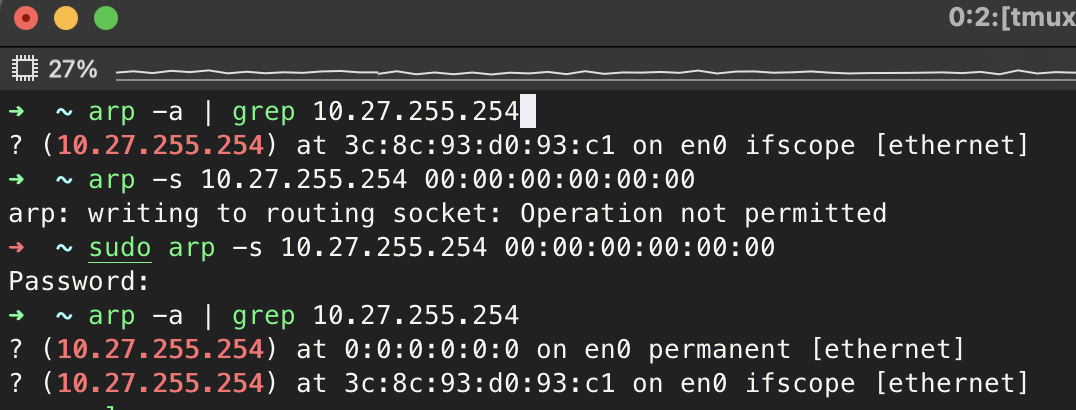 0:2:[tmux
27%
➜ ~ arp -a | grep 10.27.255.254
? (10.27.255.254) at 3c:8c:93:d0:93:c1 on en0 ifscope [ethernet]
➜ ~ arp -s 10.27.255.254 00:00:00:00:00:00
arp: writing to routing socket: Operation not permitted
➜ ~ sudo arp -s 10.27.255.254 00:00:00:00:00:00
Password:
➜ ~ arp -a | grep 10.27.255.254
? (10.27.255.254) at 0:0:0:0:0:0 on en0 permanent [ethernet]
? (10.27.255.254) at 3c:8c:93:d0:93:c1 on en0 ifscope [ethernet]